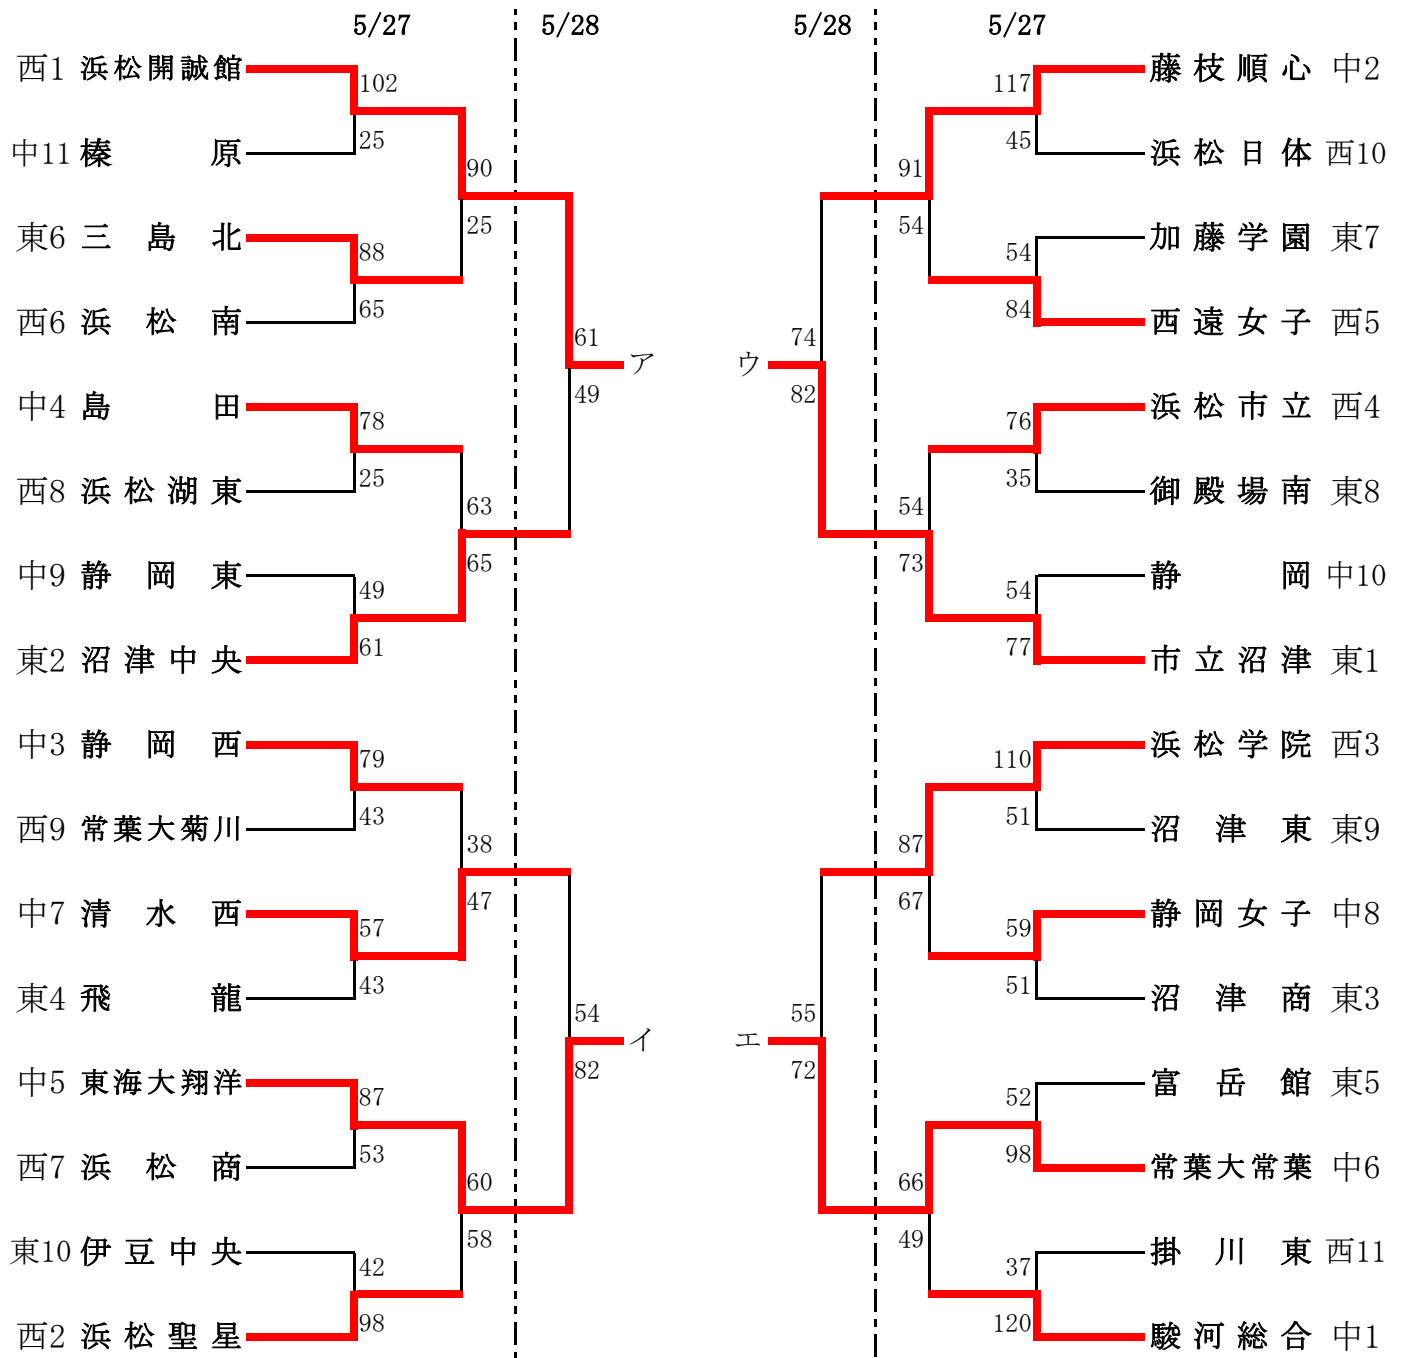 5/27 5/28 5/28 5/27
西1 浜松開誠館 藤枝順心 中2
102 117
25 45
中11 榛原 浜松日体 西10
90 91
25 54
東6 三島北 加藤学園 東7
88 54
65 84
西6 浜松南 西遠女子 西5
61 74
ア ウ
49 82
中4 島田 浜松市立 西4
78 76
25 35
西8 浜松湖東 御殿場南 東8
63 54
65 73
中9 静岡東 静岡 中10
49 54
61 77
東2 沼津中央 市立沼津 東1
中3 静岡西 浜松学院 西3
79 110
43 51
西9 常葉大菊川 沼津東 東9
38 87
47 67
中7 清水西 静岡女子 中8
57 59
43 51
東4 飛龍 沼津商 東3
54 55
イ エ
82 72
中5 東海大翔洋 富岳館 東5
87 52
53 98
西7 浜松商 常葉大常葉 中6
60 66
58 49
東10 伊豆中央 掛川東 西11
42 37
98 120
西2 浜松聖星 駿河総合 中1